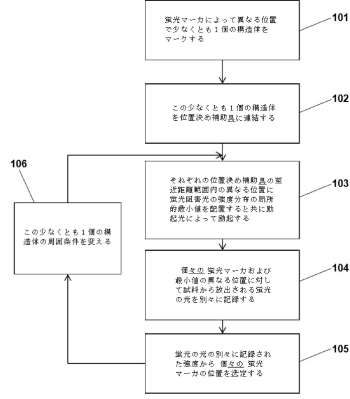 蛍光マーカによって異なる位置
で少なくとも1個の構造体を
マークする
101
この少なくとも1個の構造体
を位置決め補助具に連結する
102
それぞれの位置決め補助具の至
近距離範囲内の異なる位置に
蛍光阻害光の強度分布の局所
的最小値を配置すると共に励
起光によって励起する
103
個々の 蛍光マーカおよび
最小値の異なる位置に対し
て試料から放出される蛍光
の光を別々に記録する
104
蛍光の光の別々に記録され
た強度から 個々の 蛍光
マーカの位置を選定する
105
106
この少なくとも1個の構
造体の周囲条件を変える